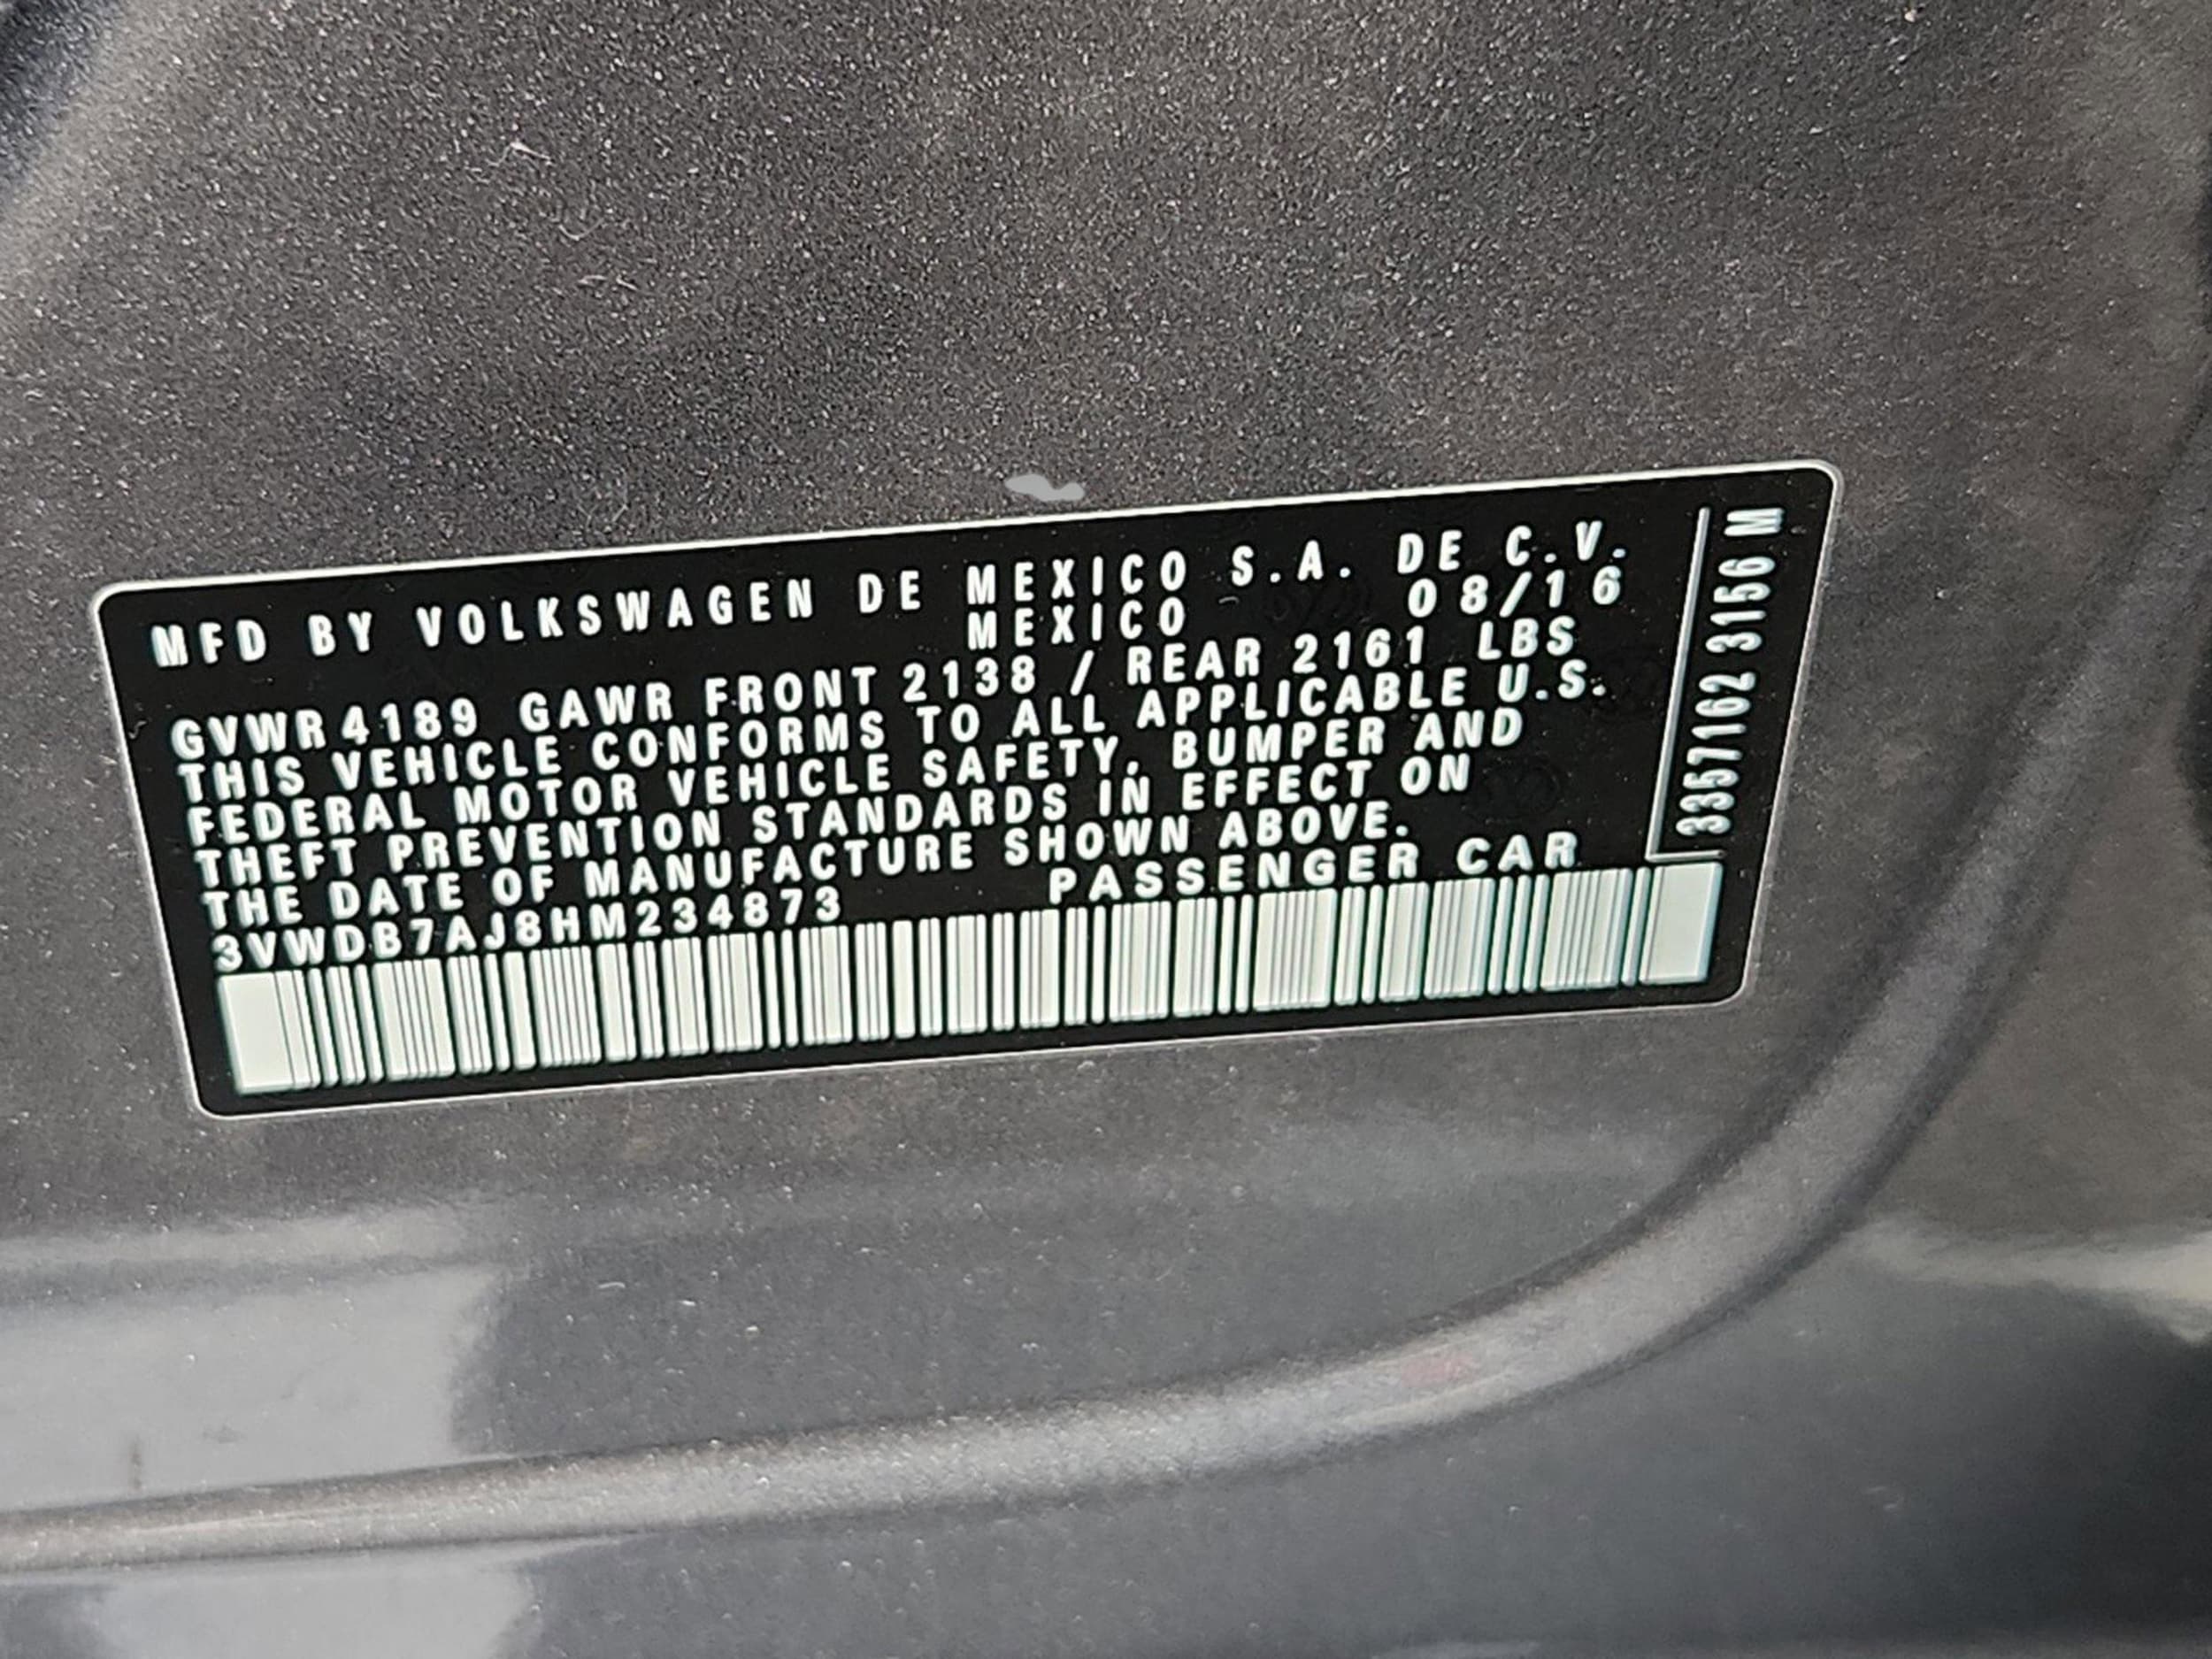 MFD BY VOLKSWAGEN DE MEXICO S.A. DE C.V.
MEXICO 08/16
GVWR 4189 GAWR FRONT 2138 / REAR 2161 LBS
THIS VEHICLE CONFORMS TO ALL APPLICABLE U.S.
FEDERAL MOTOR VEHICLE SAFETY, BUMPER AND
THEFT PREVENTION STANDARDS IN EFFECT ON
THE DATE OF MANUFACTURE SHOWN ABOVE.
3VWDB7AJ8HM234873 PASSENGER CAR
3357162 3156 M